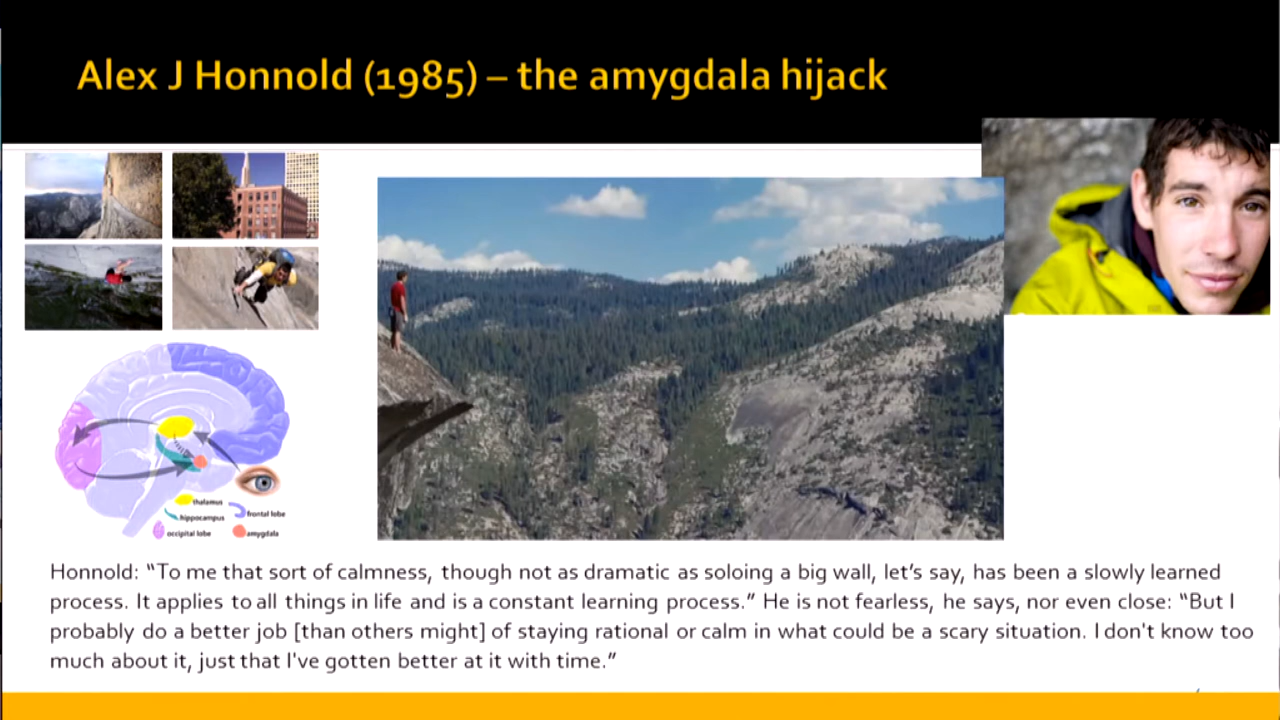 Alex J Honnold (1985) – the amygdala hijack
thalamus
hippocampus
frontal lobe
occipital lobe
amygdala
Honnold: “To me that sort of calmness, though not as dramatic as soloing a big wall, let’s say, has been a slowly learned
process. It applies to all things in life and is a constant learning process.” He is not fearless, he says, nor even close: “But I
probably do a better job [than others might] of staying rational or calm in what could be a scary situation. I don't know too
much about it, just that I've gotten better at it with time.”